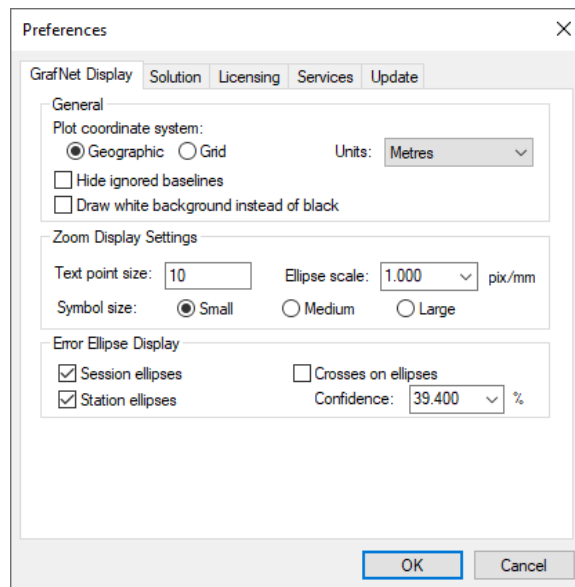 Preferences
GrafNet Display Solution Licensing Services Update
General
Plot coordinate system:
Geographic Grid Units: Metres
Hide ignored baselines
Draw white background instead of black
Zoom Display Settings
Text point size: 10 Ellipse scale: 1.000 pix/mm
Symbol size: Small Medium Large
Error Ellipse Display
Session ellipses Crosses on ellipses
Station ellipses Confidence: 39.400 %
OK Cancel